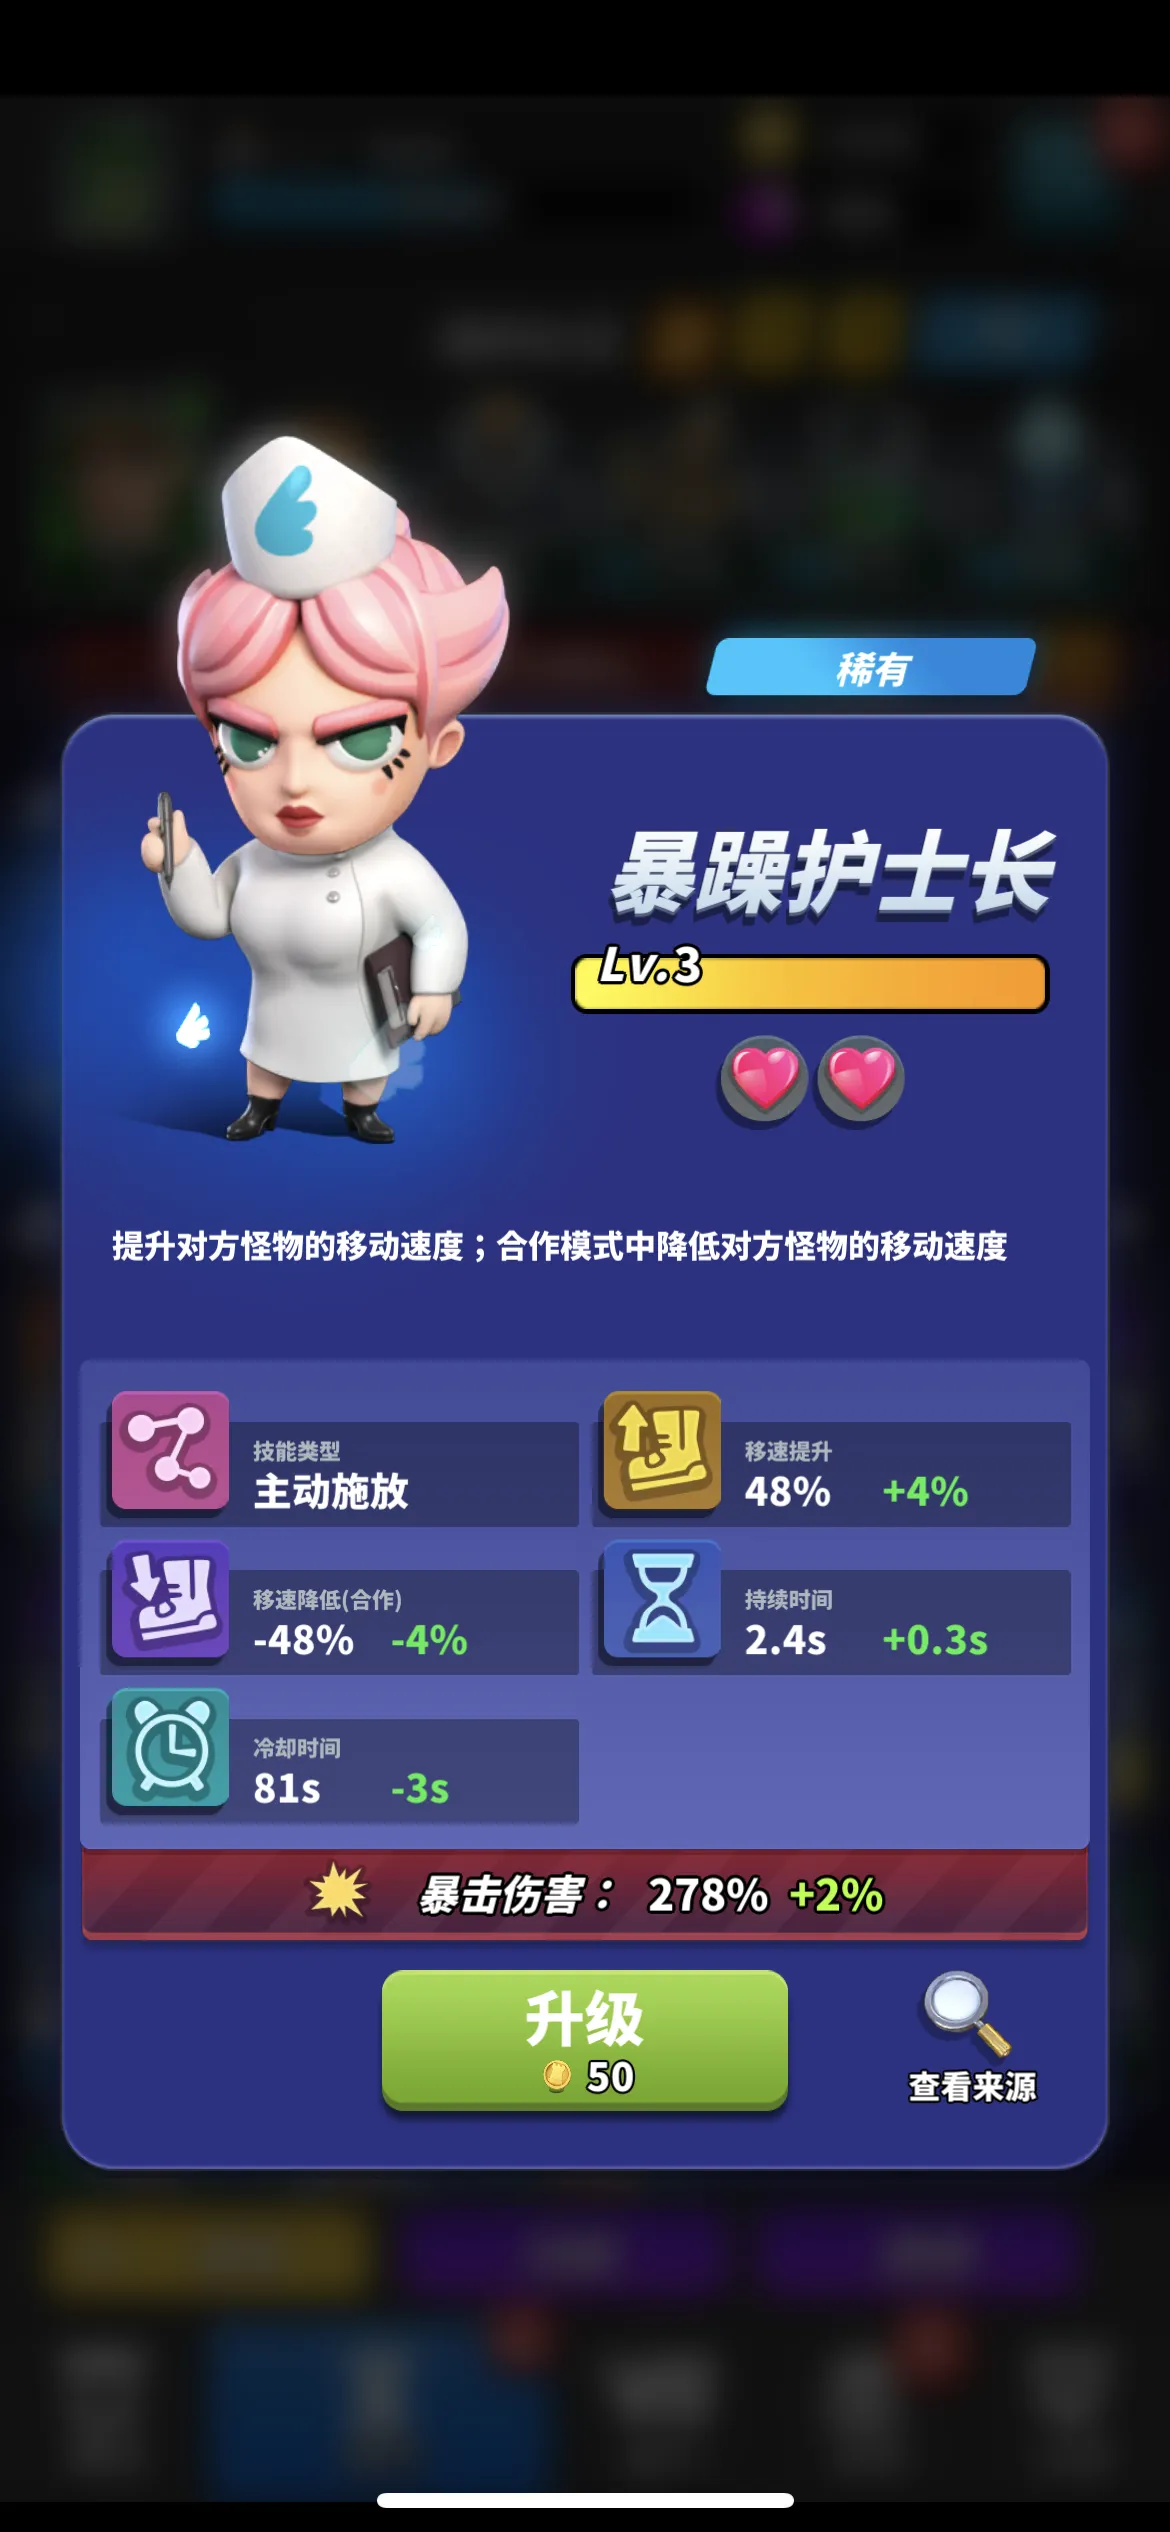 稀有
暴躁护士长
Lv.3
提升对方怪物的移动速度；合作模式中降低对方怪物的移动速度
技能类型
主动施放
移速提升
48% +4%
移速降低(合作)
-48% -4%
持续时间
2.4s +0.3s
冷却时间
81s -3s
暴击伤害： 278% +2%
升级
50
查看来源